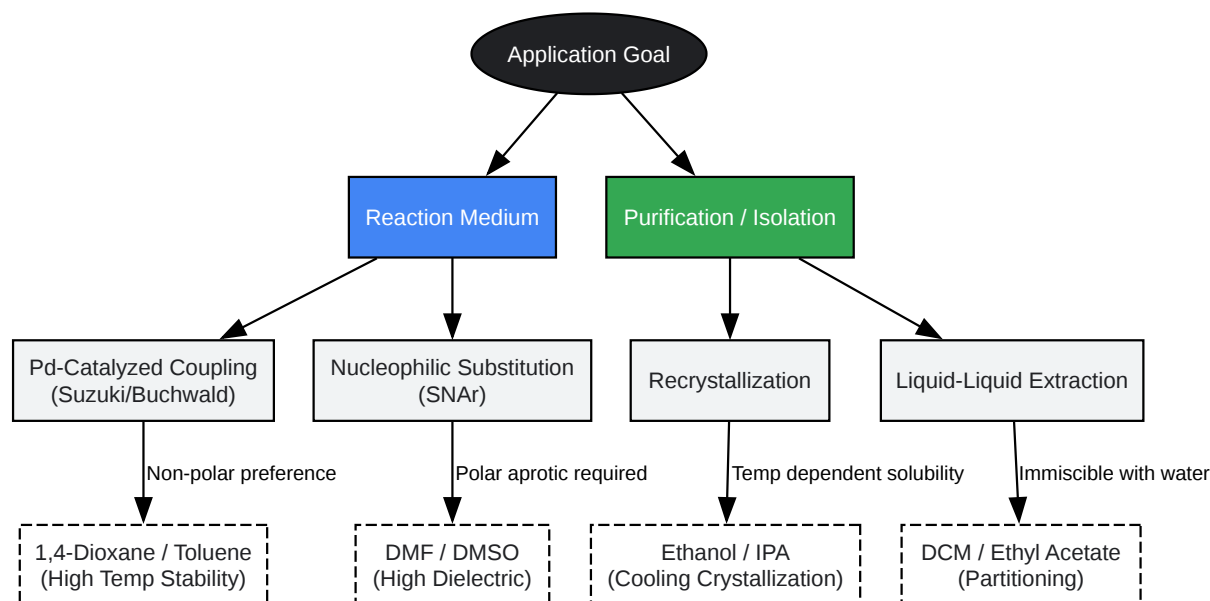 Application Goal
Reaction Medium
Purification / Isolation
Pd-Catalyzed Coupling
(Suzuki/Buchwald)
Nucleophilic Substitution
(SNAr)
Recrystallization
Liquid-Liquid Extraction
Non-polar preference
Polar aprotic required
Temp dependent solubility
Immiscible with water
1,4-Dioxane / Toluene
(High Temp Stability)
DMF / DMSO
(High Dielectric)
Ethanol / IPA
(Cooling Crystallization)
DCM / Ethyl Acetate
(Partitioning)